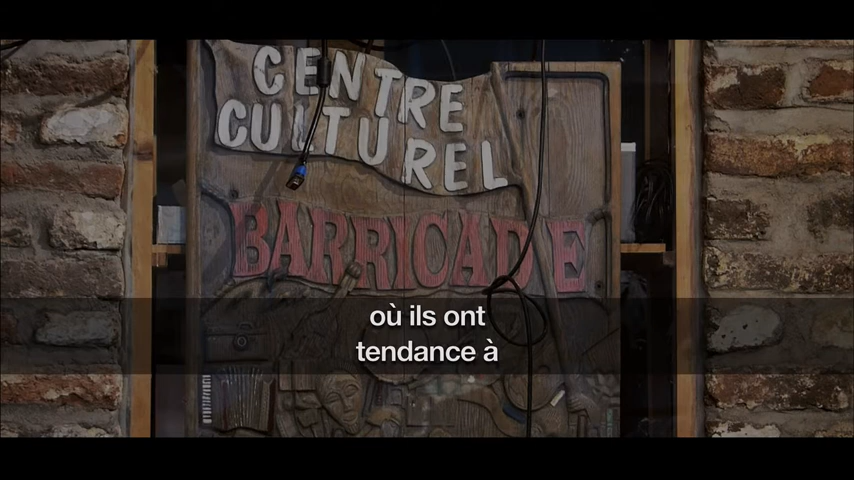 CENTRE
CULTUREL
BARRICADE
où ils ont
tendance à